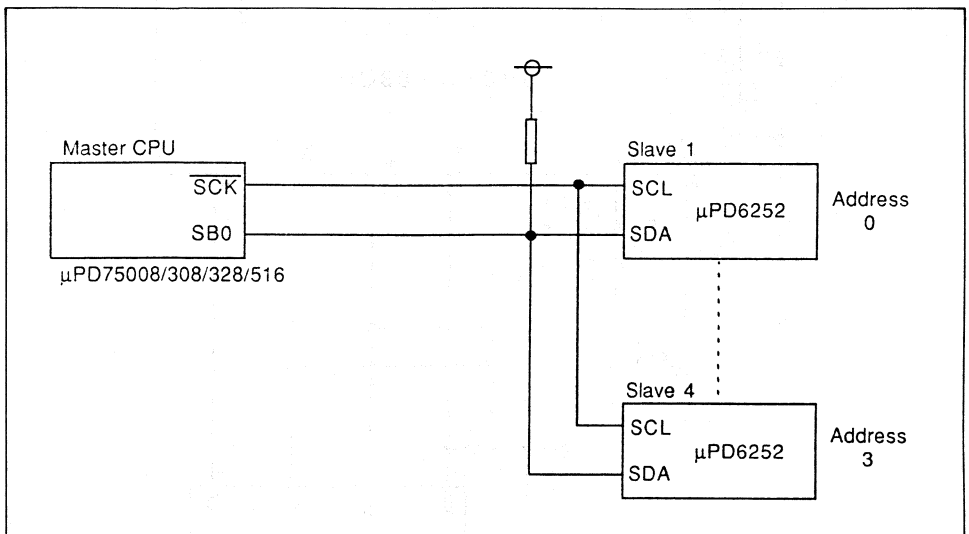 Master CPU
S̅C̅K̅
SB0
μPD75008/308/328/516
Slave 1
SCL
μPD6252
SDA
Address
0
Slave 4
SCL
μPD6252
SDA
Address
3